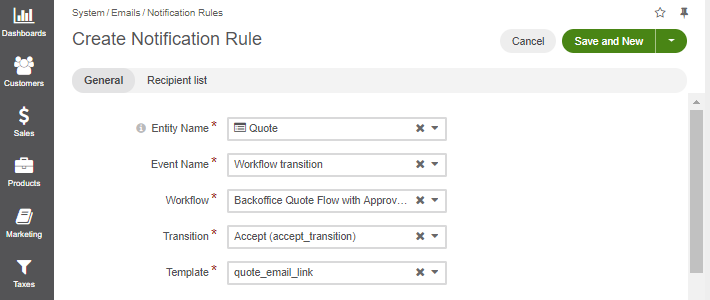 System / Emails / Notification Rules
Create Notification Rule
Cancel
Save and New
General
Recipient list
Dashboards
Customers
Sales
Products
Marketing
Taxes
Entity Name *
Quote
Event Name *
Workflow transition
Workflow *
Backoffice Quote Flow with Approv...
Transition *
Accept (accept_transition)
Template *
quote_email_link